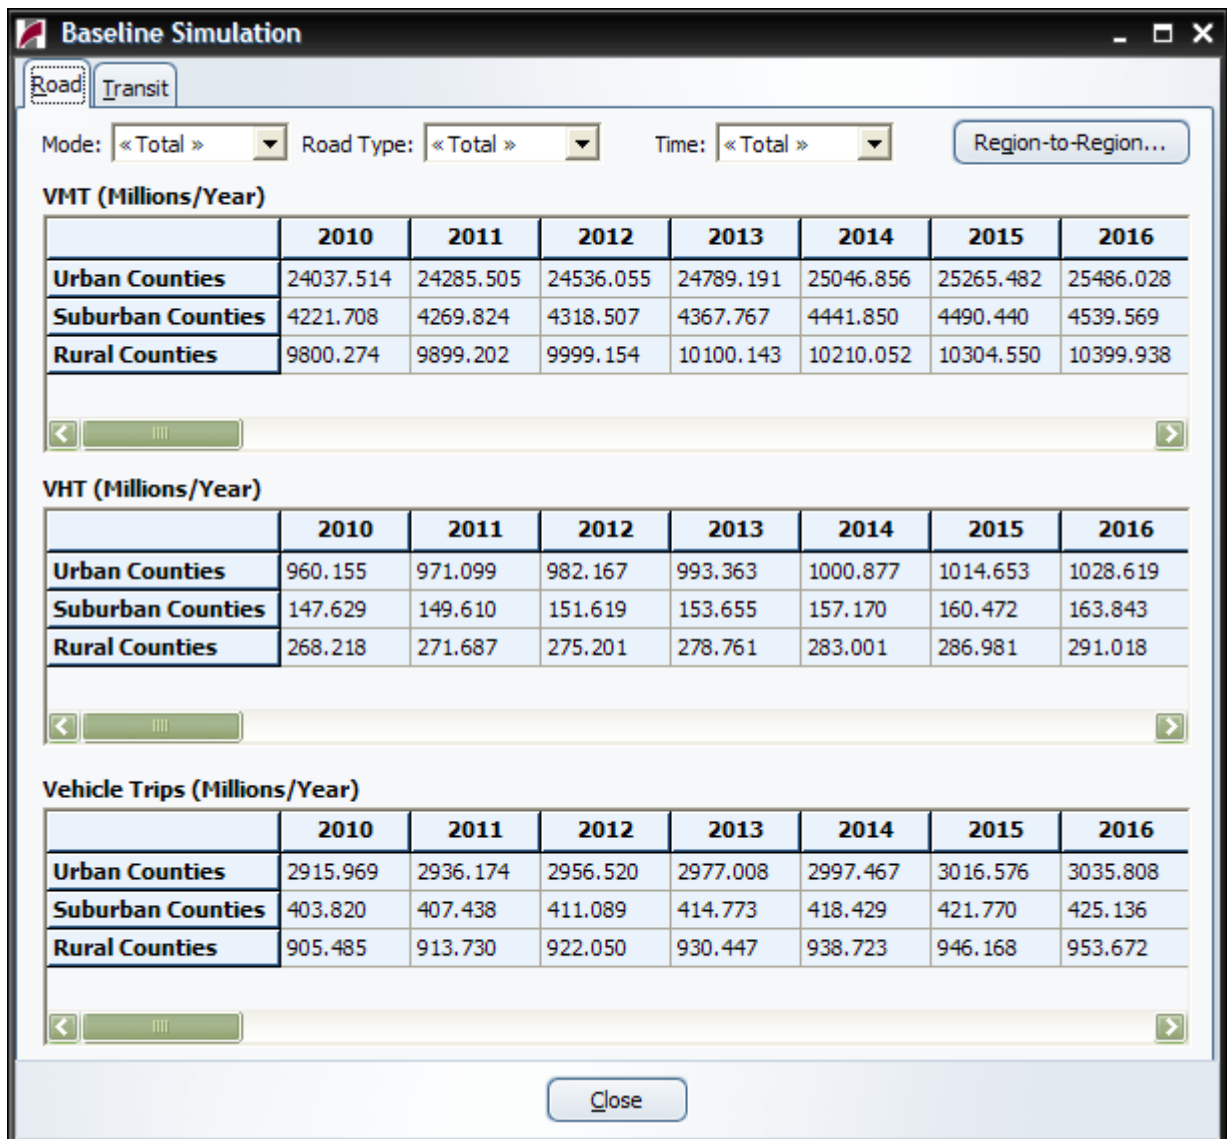 Baseline Simulation
Road Transit
Mode: «Total » Road Type: «Total » Time: «Total » Region-to-Region...
VMT (Millions/Year)
2010 2011 2012 2013 2014 2015 2016
Urban Counties 24037.514 24285.505 24536.055 24789.191 25046.856 25265.482 25486.028
Suburban Counties 4221.708 4269.824 4318.507 4367.767 4441.850 4490.440 4539.569
Rural Counties 9800.274 9899.202 9999.154 10100.143 10210.052 10304.550 10399.938
VHT (Millions/Year)
2010 2011 2012 2013 2014 2015 2016
Urban Counties 960.155 971.099 982.167 993.363 1000.877 1014.653 1028.619
Suburban Counties 147.629 149.610 151.619 153.655 157.170 160.472 163.843
Rural Counties 268.218 271.687 275.201 278.761 283.001 286.981 291.018
Vehicle Trips (Millions/Year)
2010 2011 2012 2013 2014 2015 2016
Urban Counties 2915.969 2936.174 2956.520 2977.008 2997.467 3016.576 3035.808
Suburban Counties 403.820 407.438 411.089 414.773 418.429 421.770 425.136
Rural Counties 905.485 913.730 922.050 930.447 938.723 946.168 953.672
Close